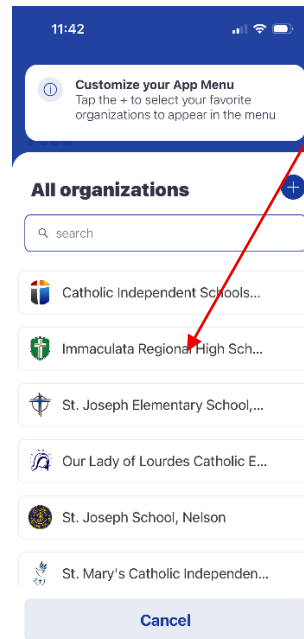 11:42
Customize your App Menu
Tap the + to select your favorite
organizations to appear in the menu
All organizations
search
Catholic Independent Schools...
Immaculata Regional High Sch...
St. Joseph Elementary School,...
Our Lady of Lourdes Catholic E...
St. Joseph School, Nelson
St. Mary's Catholic Independen...
Cancel